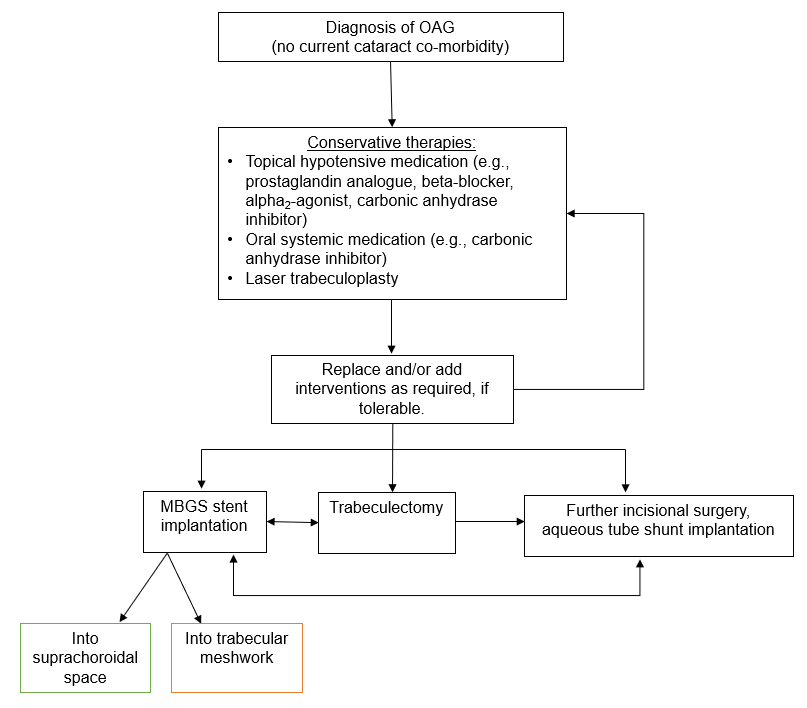 Diagnosis of OAG
(no current cataract co-morbidity)
Conservative therapies:
• Topical hypotensive medication (e.g.,
prostaglandin analogue, beta-blocker,
alpha₂-agonist, carbonic anhydrase
inhibitor)
• Oral systemic medication (e.g., carbonic
anhydrase inhibitor)
• Laser trabeculoplasty
Replace and/or add
interventions as required, if
tolerable.
MBGS stent
implantation
Trabeculectomy
Further incisional surgery,
aqueous tube shunt implantation
Into
suprachoroidal
space
Into trabecular
meshwork